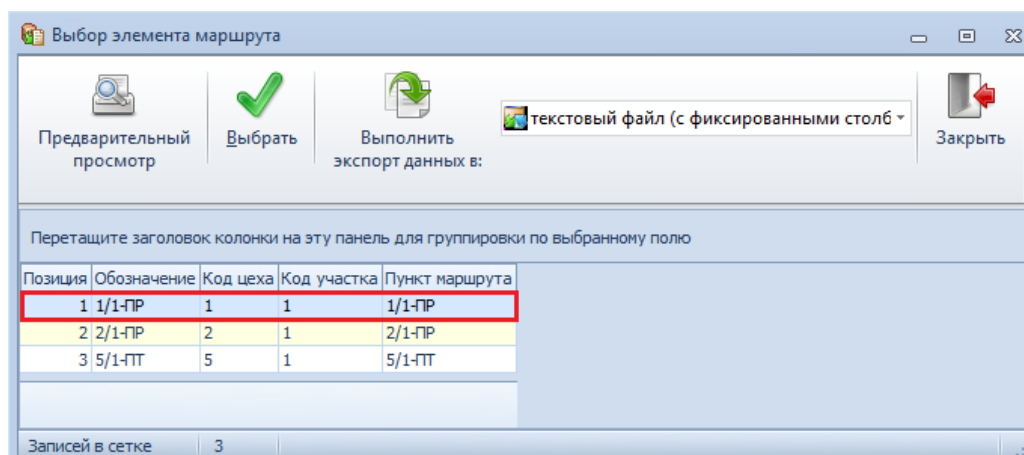 Выбор элемента маршрута
Предварительный
просмотр
Выбрать
Выполнить
экспорт данных в:
текстовый файл (с фиксированными столб
Закрыть
Перетащите заголовок колонки на эту панель для группировки по выбранному полю
Позиция Обозначение Код цеха Код участка Пункт маршрута
1 1/1-ПР 1 1 1/1-ПР
2 2/1-ПР 2 1 2/1-ПР
3 5/1-ПТ 5 1 5/1-ПТ
Записей в сетке 3